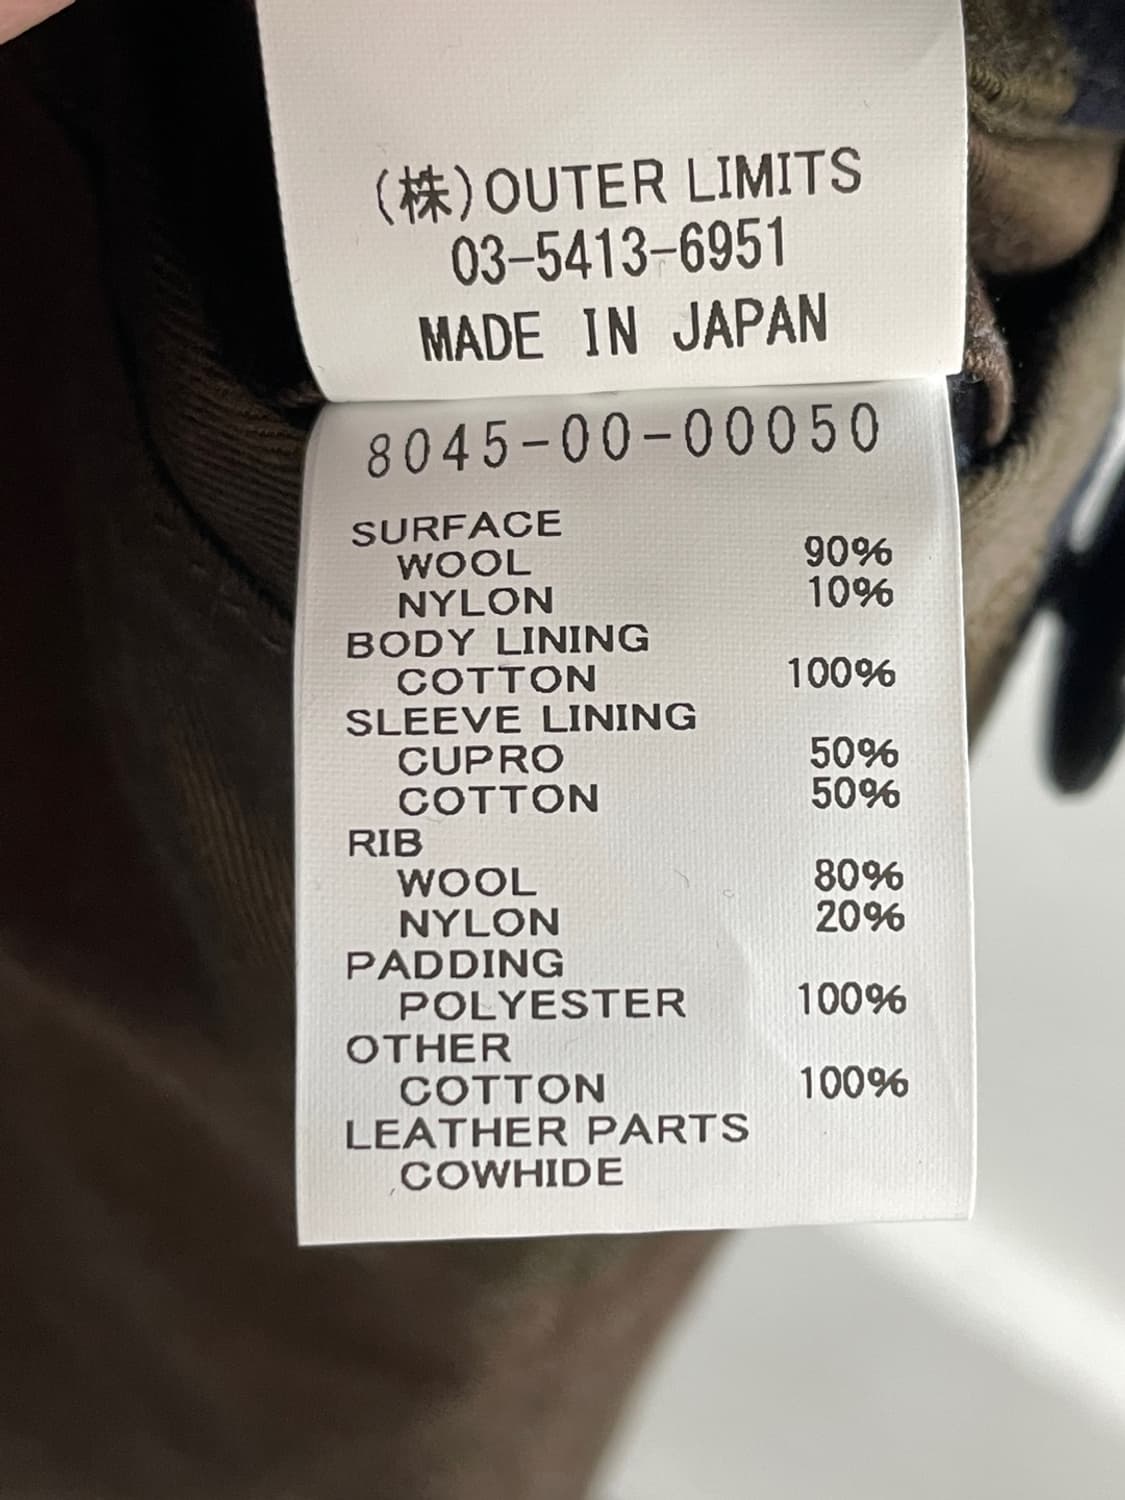 (株)OUTER LIMITS
03-5413-6951
MADE IN JAPAN
8045-00-00050
SURFACE
WOOL 90%
NYLON 10%
BODY LINING
COTTON 100%
SLEEVE LINING
CUPRO 50%
COTTON 50%
RIB
WOOL 80%
NYLON 20%
PADDING
POLYESTER 100%
OTHER
COTTON 100%
LEATHER PARTS
COWHIDE